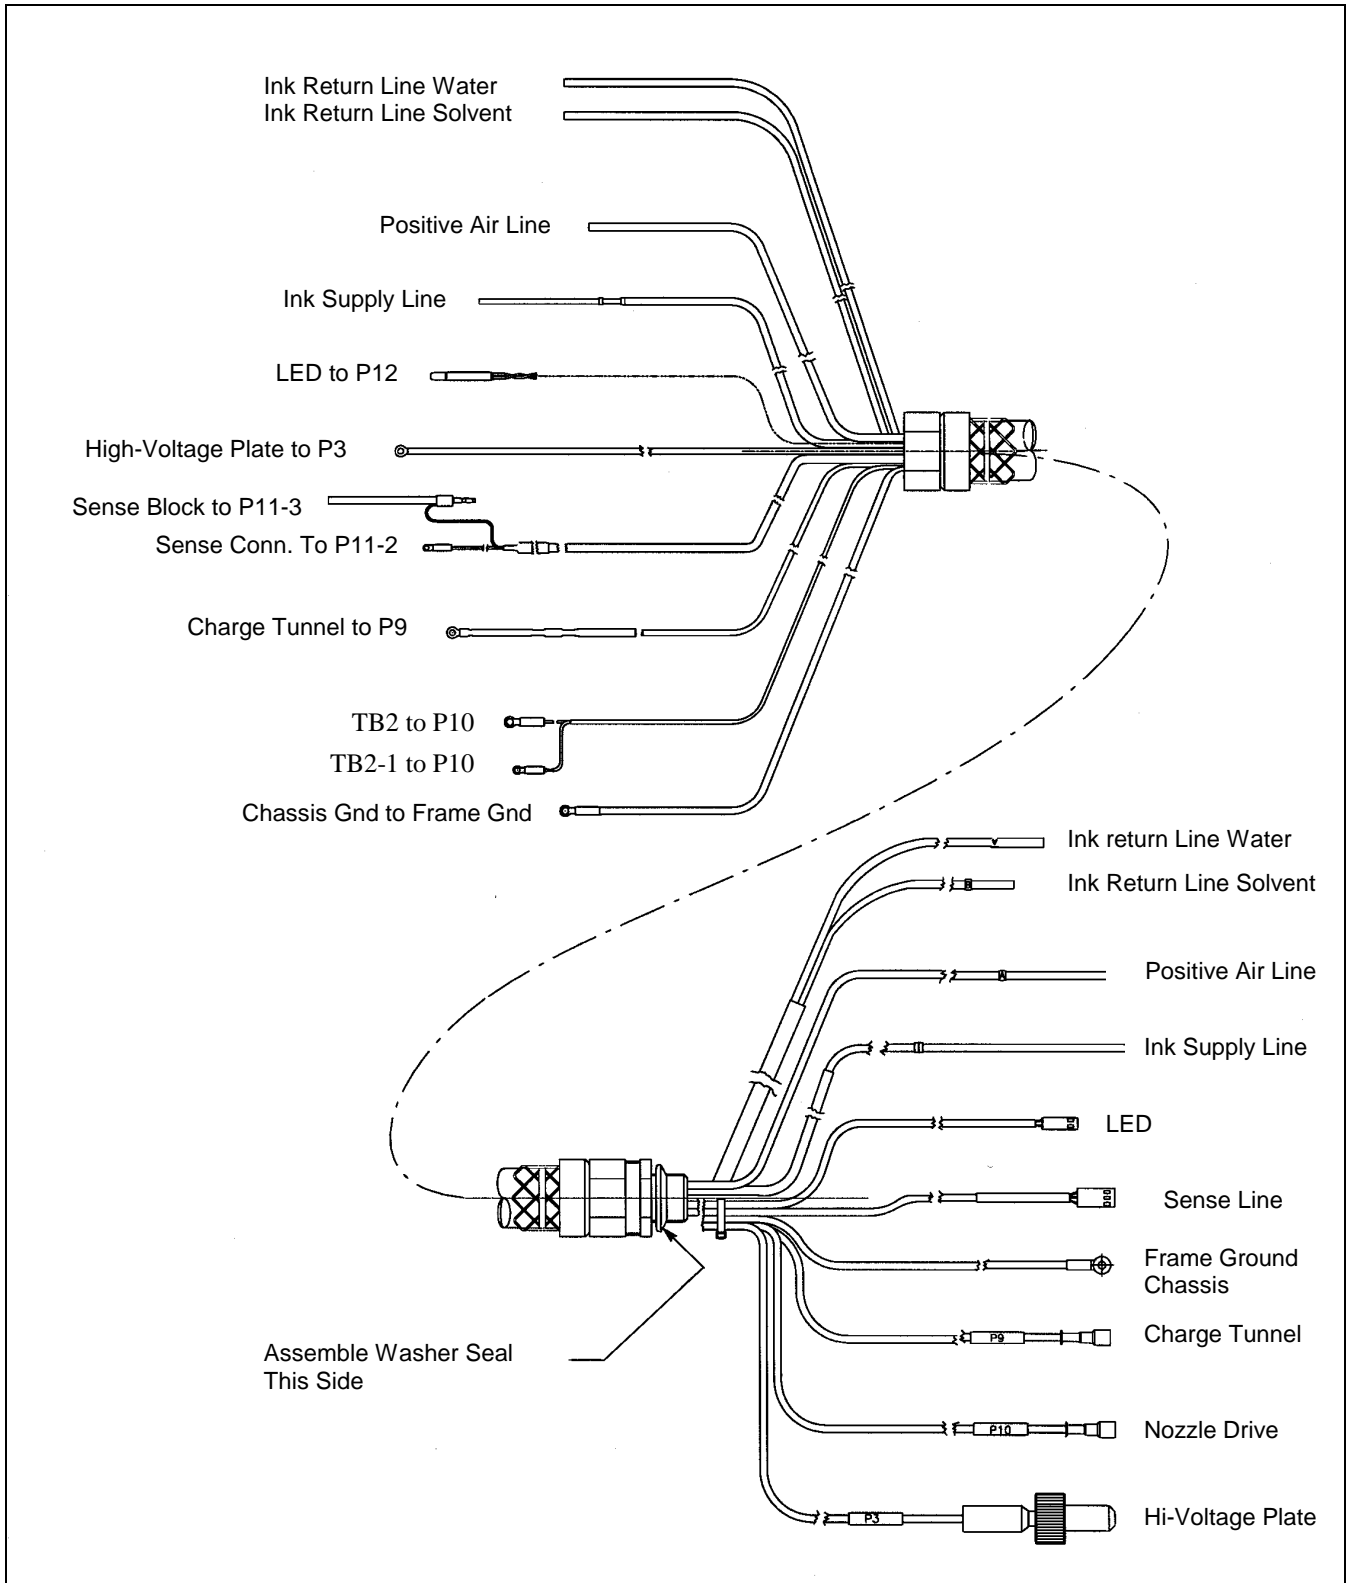 Ink Return Line Water
Ink Return Line Solvent
Positive Air Line
Ink Supply Line
LED to P12
High-Voltage Plate to P3
Sense Block to P11-3
Sense Conn. To P11-2
Charge Tunnel to P9
TB2 to P10
TB2-1 to P10
Chassis Gnd to Frame Gnd
Ink return Line Water
Ink Return Line Solvent
Positive Air Line
Ink Supply Line
LED
Sense Line
Frame Ground
Chassis
P9
Charge Tunnel
Assemble Washer Seal
This Side
P10
Nozzle Drive
P3
Hi-Voltage Plate